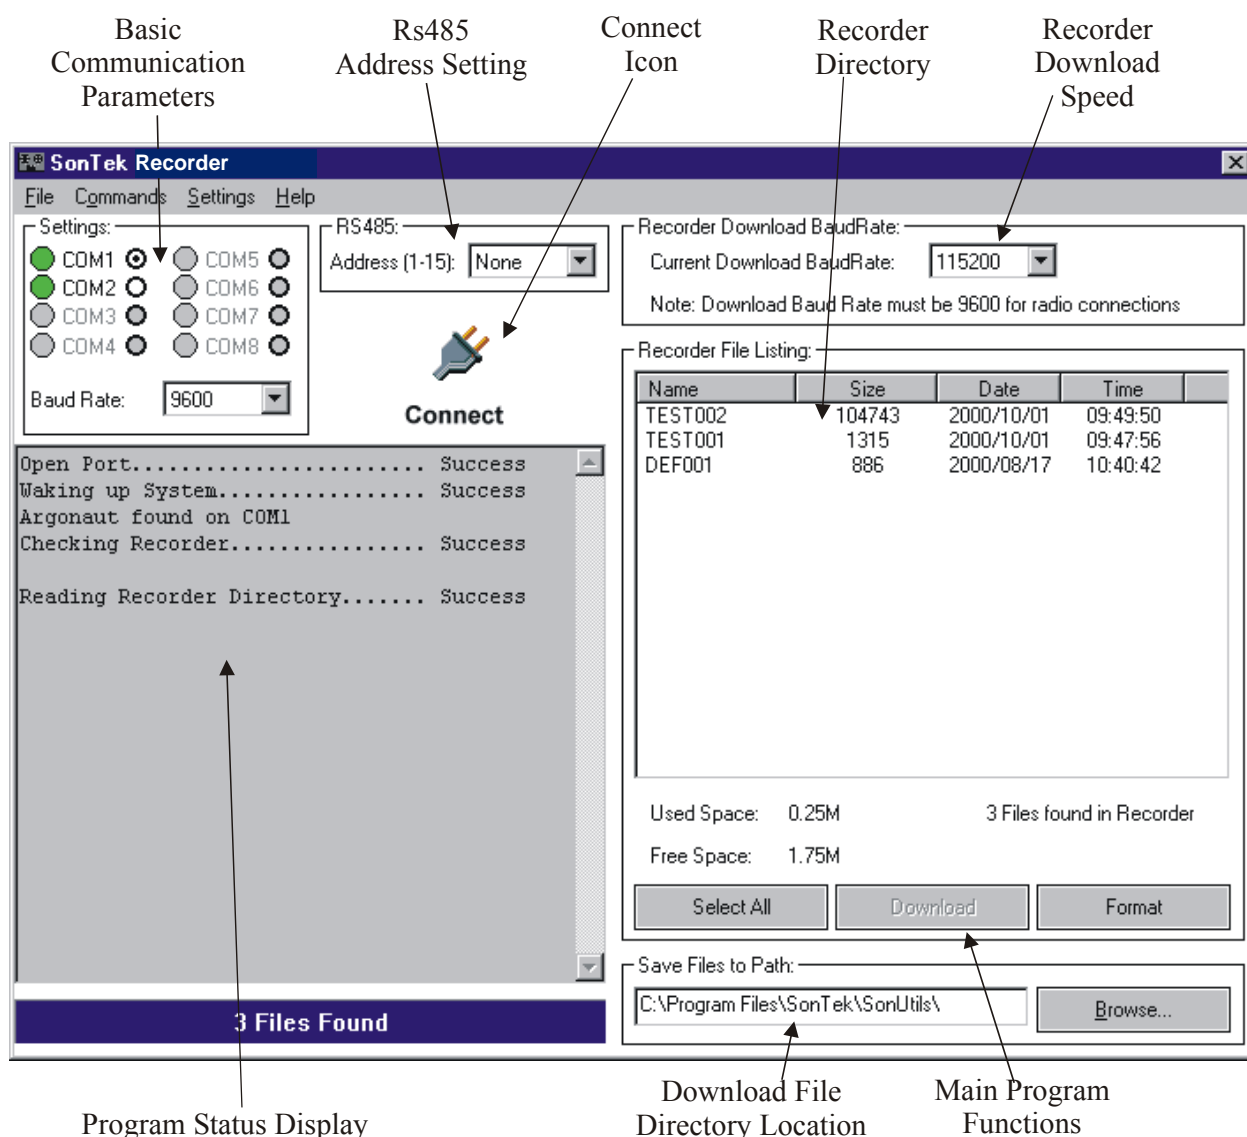 Basic
Communication
Parameters
Rs485
Address Setting
Connect
Icon
Recorder
Directory
Recorder
Download
Speed
SonTek Recorder
File Commands Settings Help
Settings:
COM1 COM5
COM2 COM6
COM3 COM7
COM4 COM8
Baud Rate: 9600
RS485:
Address (1-15): None
Connect
Recorder Download BaudRate:
Current Download BaudRate: 115200
Note: Download Baud Rate must be 9600 for radio connections
Open Port........................ Success
Waking up System................. Success
Argonaut found on COM1
Checking Recorder................ Success
Reading Recorder Directory....... Success
3 Files Found
Recorder File Listing:
Name Size Date Time
TEST002 104743 2000/10/01 09:49:50
TEST001 1315 2000/10/01 09:47:56
DEF001 886 2000/08/17 10:40:42
Used Space: 0.25M 3 Files found in Recorder
Free Space: 1.75M
Select All Download Format
Save Files to Path:
C:\Program Files\SonTek\SonUtils\ Browse...
Program Status Display
Download File
Directory Location
Main Program
Functions